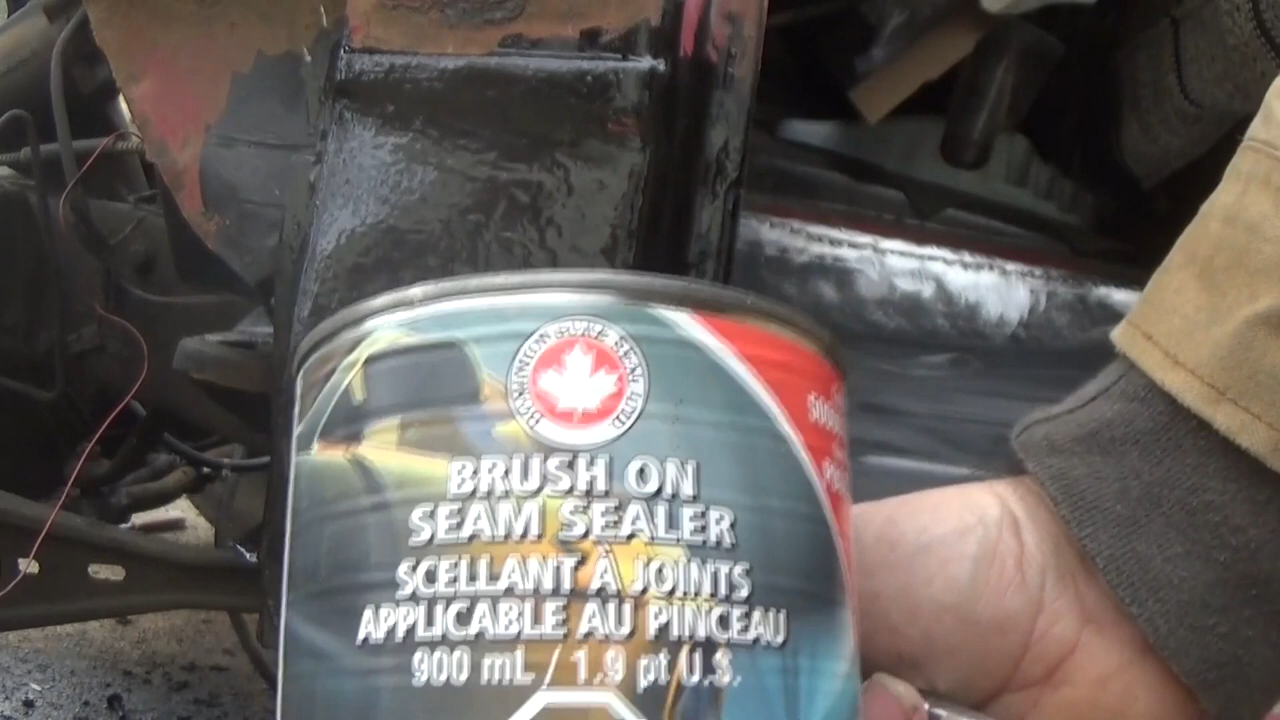 BRUSH ON
SEAM SEALER
SCELLANT À JOINTS
APPLICABLE AU PINCEAU
900 mL / 1.9 pt U.S.